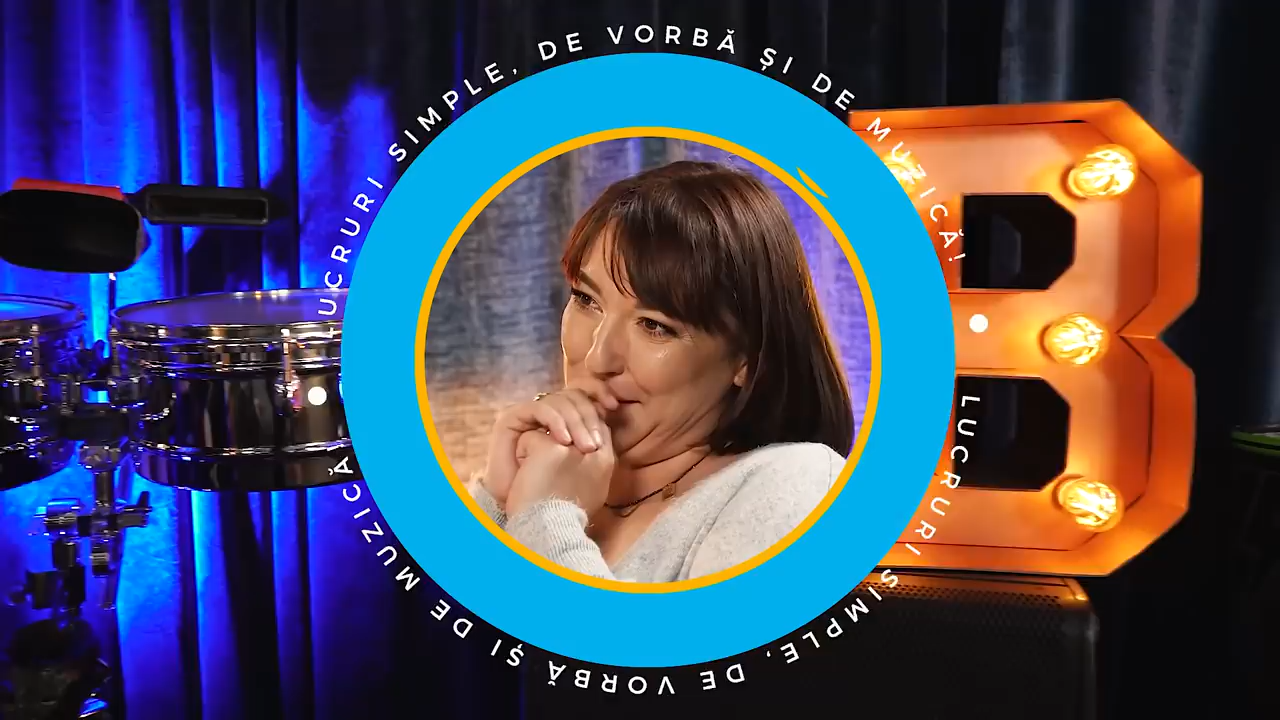 LUCRURI SIMPLE, DE VORBĂ ȘI DE MUZICĂ!
LUCRURI SIMPLE, DE VORBĂ ȘI DE MUZICĂ!
B